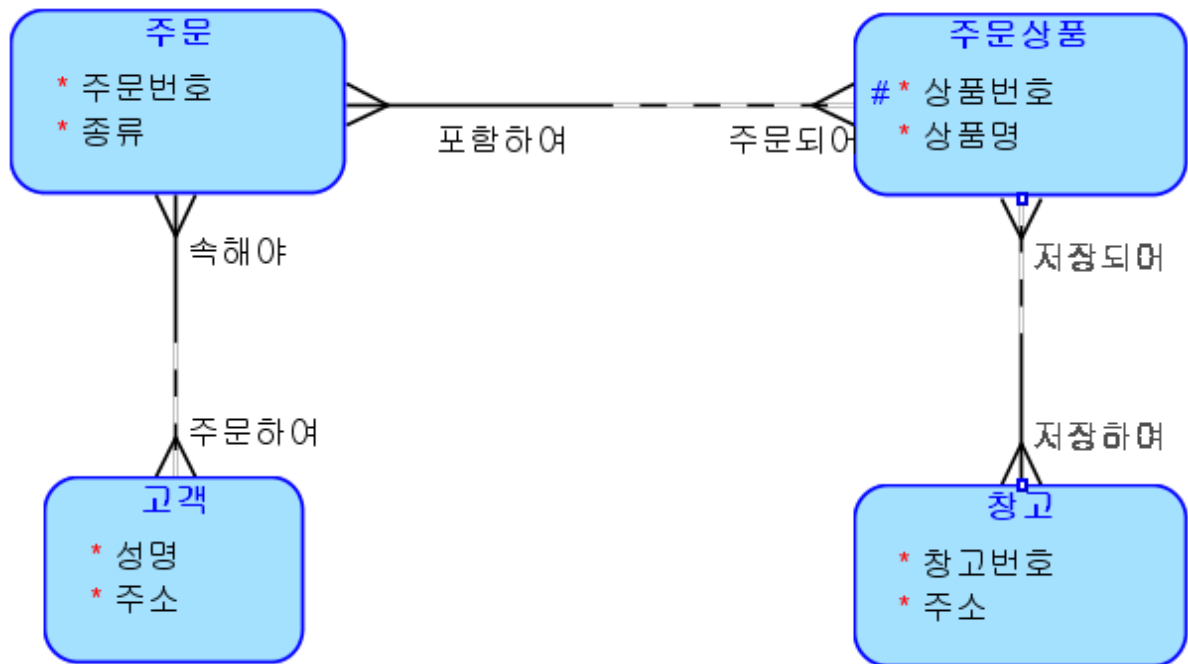 주문
* 주문번호
* 종류
주문상품
# * 상품번호
* 상품명
포함하여
주문되어
속해야
저장되어
주문하여
저장하여
고객
* 성명
* 주소
창고
* 창고번호
* 주소